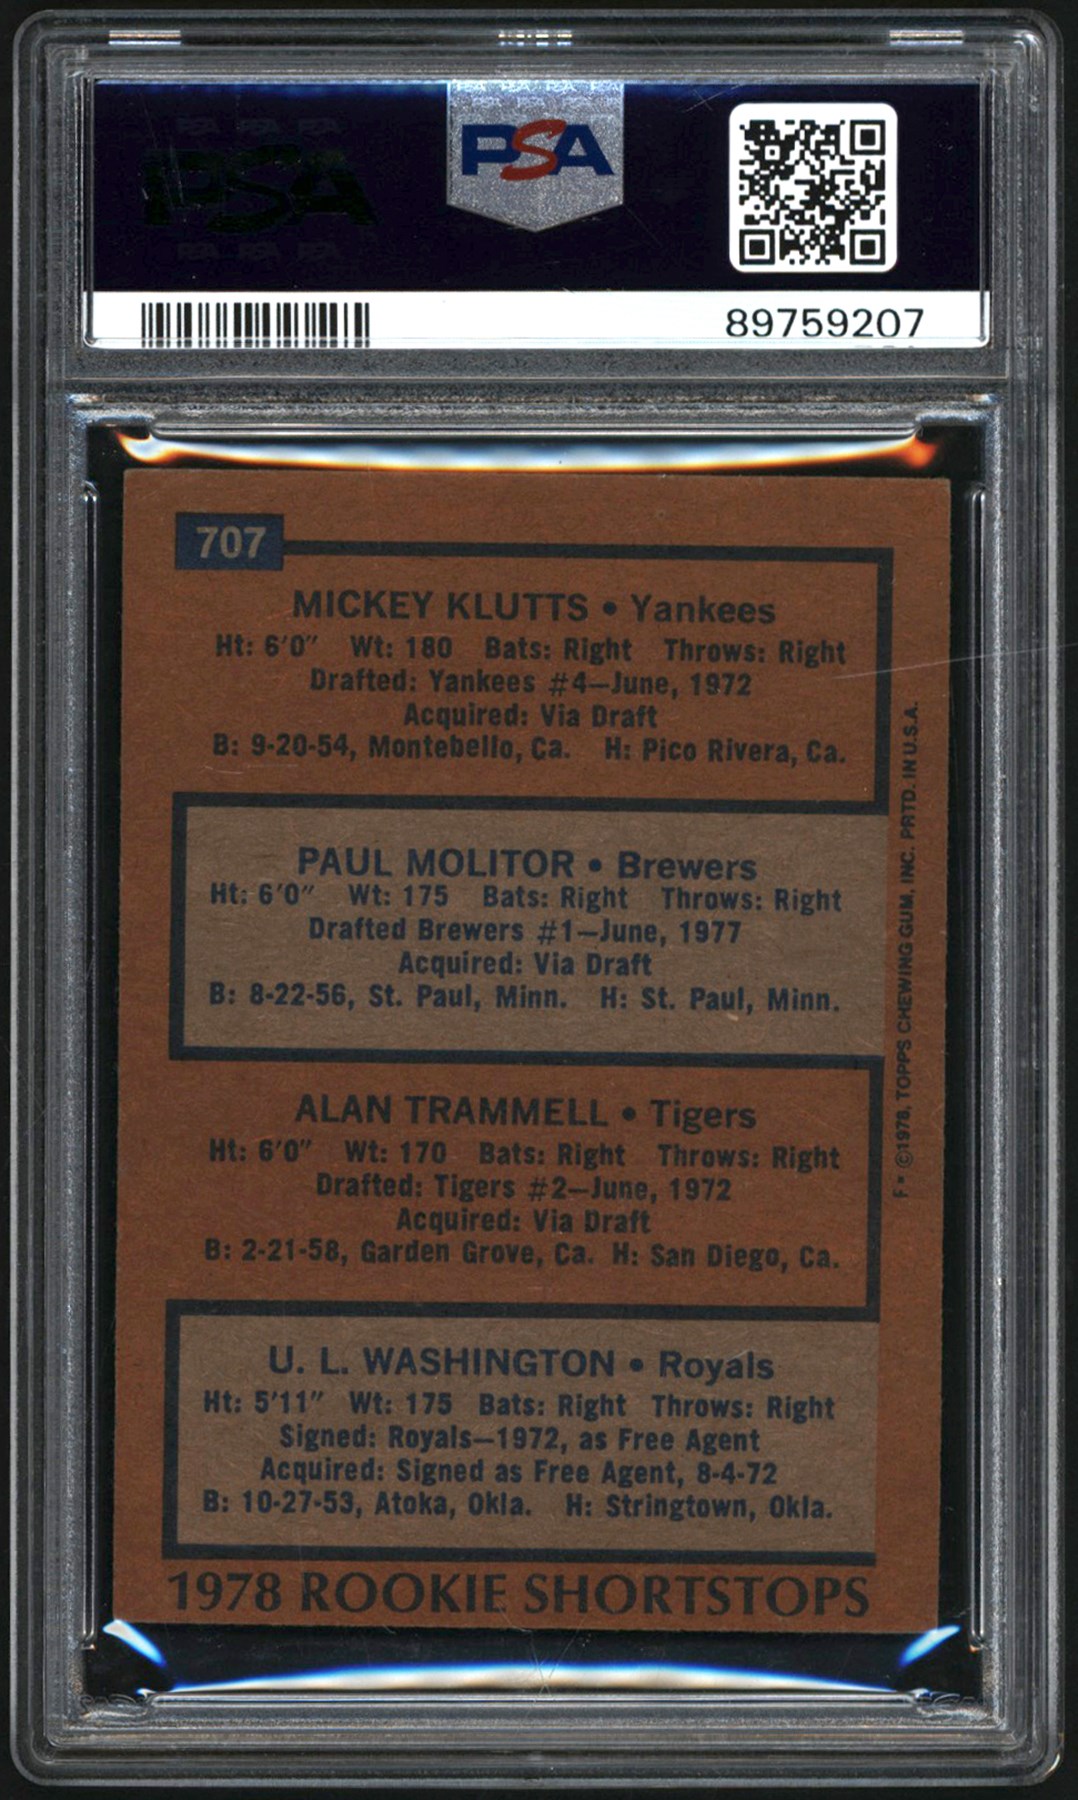 PSA
PSA
89759207
707
MICKEY KLUTTS • Yankees
Ht: 6'0" Wt: 180 Bats: Right Throws: Right
Drafted: Yankees #4—June, 1972
Acquired: Via Draft
B: 9-20-54, Montebello, Ca. H: Pico Rivera, Ca.
PAUL MOLITOR • Brewers
Ht: 6'0" Wt: 175 Bats: Right Throws: Right
Drafted Brewers #1—June, 1977
Acquired: Via Draft
B: 8-22-56, St. Paul, Minn. H: St. Paul, Minn.
ALAN TRAMMELL • Tigers
Ht: 6'0" Wt: 170 Bats: Right Throws: Right
Drafted: Tigers #2—June, 1972
Acquired: Via Draft
B: 2-21-58, Garden Grove, Ca. H: San Diego, Ca.
U. L. WASHINGTON • Royals
Ht: 5'11" Wt: 175 Bats: Right Throws: Right
Signed: Royals—1972, as Free Agent
Acquired: Signed as Free Agent, 8-4-72
B: 10-27-53, Atoka, Okla. H: Stringtown, Okla.
1978 ROOKIE SHORTSTOPS
F* ©1978, TOPPS CHEWING GUM, INC. PRTD. IN U.S.A.